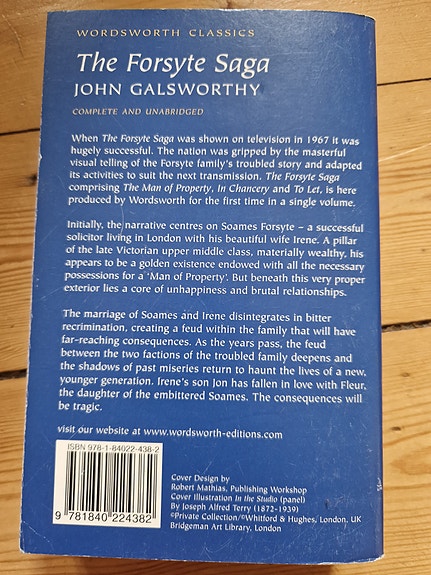 WORDSWORTH CLASSICS
The Forsyte Saga
JOHN GALSWORTHY
COMPLETE AND UNABRIDGED
When The Forsyte Saga was shown on television in 1967 it was
hugely successful. The nation was gripped by the masterful
visual telling of the Forsyte family's troubled story and adapted
its activities to suit the next transmission. The Forsyte Saga
comprising The Man of Property, In Chancery and To Let, is here
produced by Wordsworth for the first time in a single volume.
Initially, the narrative centres on Soames Forsyte – a successful
solicitor living in London with his beautiful wife Irene. A pillar
of the late Victorian upper middle class, materially wealthy, his
appears to be a golden existence endowed with all the necessary
possessions for a 'Man of Property'. But beneath this very proper
exterior lies a core of unhappiness and brutal relationships.
The marriage of Soames and Irene disintegrates in bitter
recrimination, creating a feud within the family that will have
far-reaching consequences. As the years pass, the feud
between the two factions of the troubled family deepens and
the shadows of past miseries return to haunt the lives of a new,
younger generation. Irene's son Jon has fallen in love with Fleur,
the daughter of the embittered Soames. The consequences will
be tragic.
visit our website at www.wordsworth-editions.com
ISBN 978-1-84022-438-2
9 781840 224382
Cover Design by
Robert Mathias, Publishing Workshop
Cover Illustration In the Studio (panel)
By Joseph Alfred Terry (1872-1939)
©Private Collection/©Whitford & Hughes, London, UK
Bridgeman Art Library, London